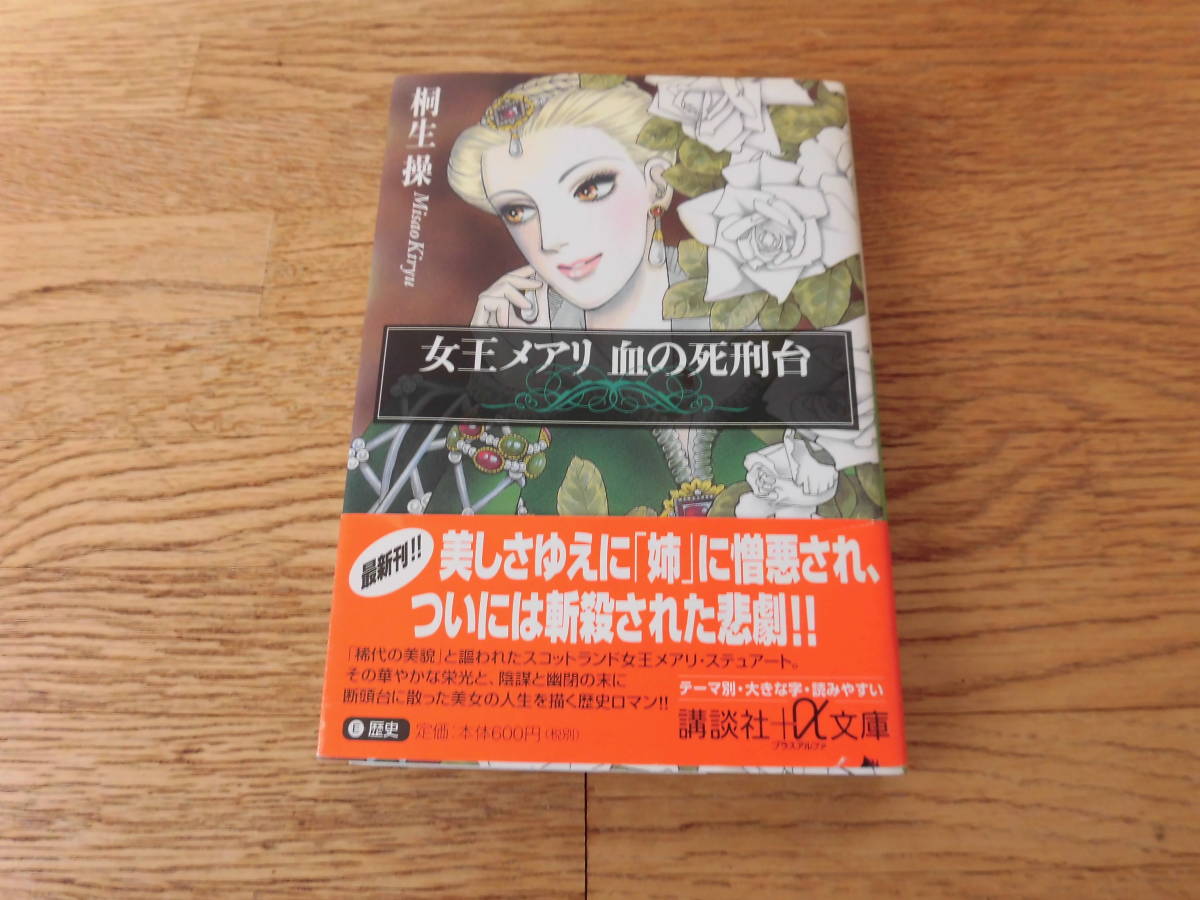 桐生 操 Misao Kiryu
女王メアリ 血の死刑台
最新刊!!
美しさゆえに「姉」に憎悪され、
ついには斬殺された悲劇!!
「稀代の美貌」と謳われたスコットランド女王メアリ・ステュアート。
その華やかな栄光と、陰謀と幽閉の末に
断頭台に散った美女の人生を描く歴史ロマン!!
テーマ別・大きな字・読みやすい
講談社+α文庫
プラスアルファ
E 歴史 定価:本体600円(税別)